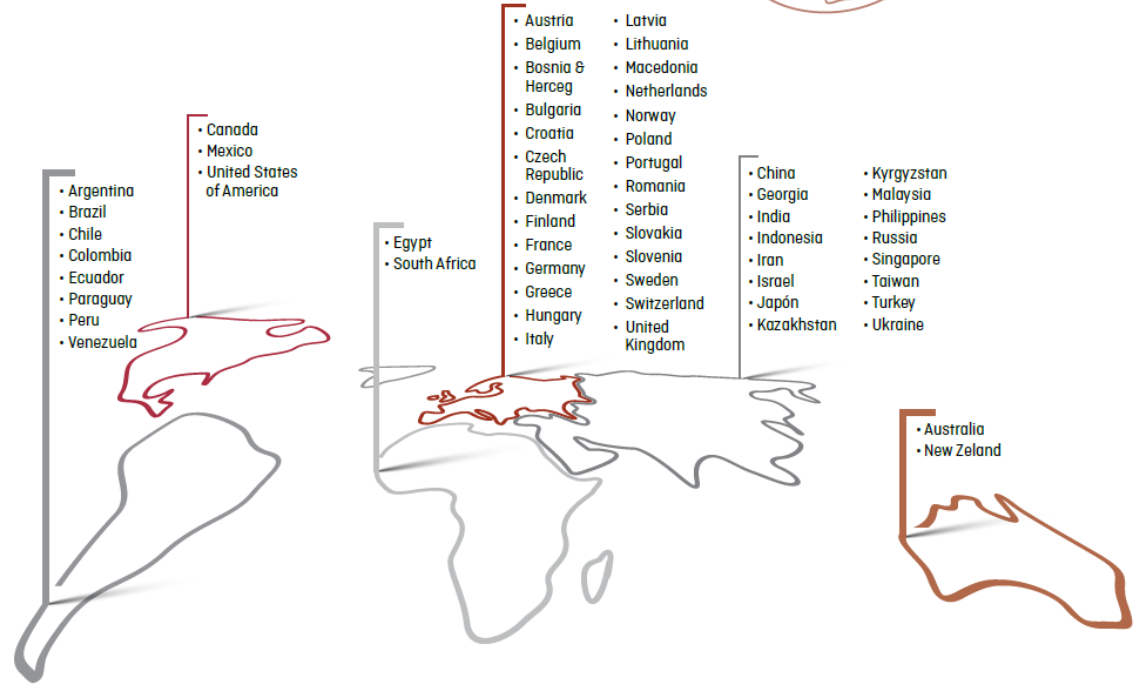 • Argentina
• Brazil
• Chile
• Colombia
• Ecuador
• Paraguay
• Peru
• Venezuela
• Canada
• Mexico
• United States
of America
• Egypt
• South Africa
• Austria
• Belgium
• Bosnia &
Herceg
• Bulgaria
• Croatia
• Czech
Republic
• Denmark
• Finland
• France
• Germany
• Greece
• Hungary
• Italy
• Latvia
• Lithuania
• Macedonia
• Netherlands
• Norway
• Poland
• Portugal
• Romania
• Serbia
• Slovakia
• Slovenia
• Sweden
• Switzerland
• United
Kingdom
• China
• Georgia
• India
• Indonesia
• Iran
• Israel
• Japón
• Kazakhstan
• Kyrgyzstan
• Malaysia
• Philippines
• Russia
• Singapore
• Taiwan
• Turkey
• Ukraine
• Australia
• New Zeland